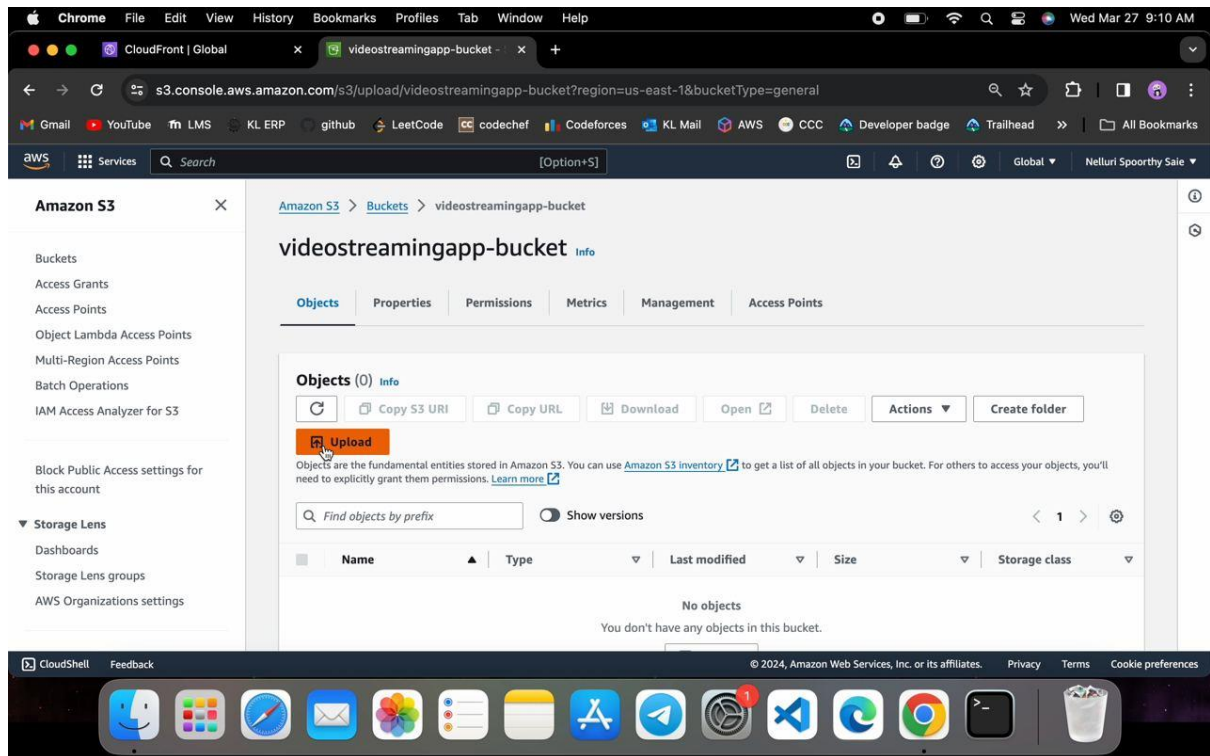 Chrome File Edit View History Bookmarks Profiles Tab Window Help Wed Mar 27 9:10 AM
CloudFront | Global videostreamingapp-bucket -
s3.console.aws.amazon.com/s3/upload/videostreamingapp-bucket?region=us-east-1&bucketType=general
Gmail YouTube LMS KL ERP github LeetCode CC codechef Codeforces KL Mail AWS CCC Developer badge Trailhead » All Bookmarks
aws Services Search [Option+S] Global Nelluri Spoorthy Saie
Amazon S3
Buckets
Access Grants
Access Points
Object Lambda Access Points
Multi-Region Access Points
Batch Operations
IAM Access Analyzer for S3
Block Public Access settings for
this account
Storage Lens
Dashboards
Storage Lens groups
AWS Organizations settings
Amazon S3 > Buckets > videostreamingapp-bucket
videostreamingapp-bucket Info
Objects Properties Permissions Metrics Management Access Points
Objects (0) Info
Copy S3 URI Copy URL Download Open Delete Actions Create folder
Upload
Objects are the fundamental entities stored in Amazon S3. You can use Amazon S3 inventory to get a list of all objects in your bucket. For others to access your objects, you'll
need to explicitly grant them permissions. Learn more
Find objects by prefix Show versions < 1 >
Name Type Last modified Size Storage class
No objects
You don't have any objects in this bucket.
CloudShell Feedback © 2024, Amazon Web Services, Inc. or its affiliates. Privacy Terms Cookie preferences
1